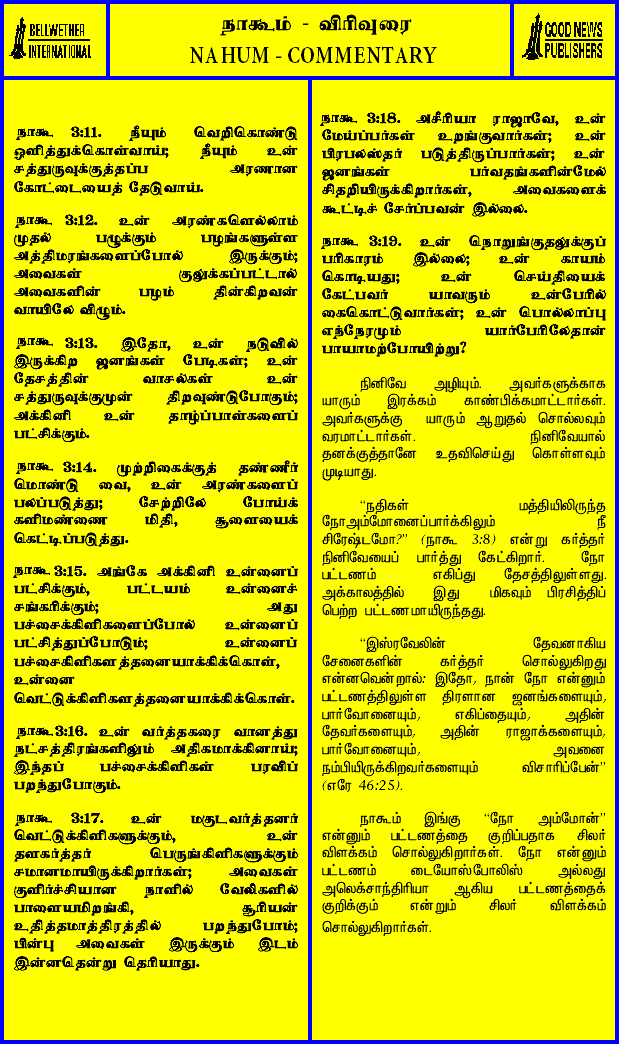 BELLWETHER
INTERNATIONAL
நாகூம் - விரிவுரை
NAHUM - COMMENTARY
GOOD NEWS
PUBLISHERS
நாகூ 3:11. நீயும் வெறிகொண்டு
ஒளித்துக்கொள்வாய்; நீயும் உன்
சத்துருவுக்குத்தப்ப அரணான
கோட்டையைத் தேடுவாய்.
நாகூ 3:12. உன் அரண்களெல்லாம்
முதல் பழுக்கும் பழங்களுள்ள
அத்திமரங்களைப்போல் இருக்கும்;
அவைகள் குலுக்கப்பட்டால்
அவைகளின் பழம் தின்கிறவன்
வாயிலே விழும்.
நாகூ 3:13. இதோ, உன் நடுவில்
இருக்கிற ஜனங்கள் பேடிகள்; உன்
தேசத்தின் வாசல்கள் உன்
சத்துருவுக்குமுன் திறவுண்டுபோகும்;
அக்கினி உன் தாழ்ப்பாள்களைப்
பட்சிக்கும்.
நாகூ 3:14. முற்றிகைக்குத் தண்ணீர்
மொண்டு வை, உன் அரண்களைப்
பலப்படுத்து; சேற்றிலே போய்க்
களிமண்ணை மிதி, சூளையைக்
கெட்டிப்படுத்து.
நாகூ 3:15. அங்கே அக்கினி உன்னைப்
பட்சிக்கும், பட்டயம் உன்னைச்
சங்கரிக்கும்; அது
பச்சைக்கிளிகளைப்போல் உன்னைப்
பட்சித்துப்போடும்; உன்னைப்
பச்சைகிளிகளத்தனையாக்கிக்கொள்,
உன்னை
வெட்டுக்கிளிகளத்தனையாக்கிக்கொள்.
நாகூ3:16. உன் வர்த்தகரை வானத்து
நட்சத்திரங்களிலும் அதிகமாக்கினாய்;
இந்தப் பச்சைக்கிளிகள் பரவிப்
பறந்துபோகும்.
நாகூ 3:17. உன் மகுடவர்த்தனர்
வெட்டுக்கிளிகளுக்கும், உன்
தளகர்த்தர் பெருங்கிளிகளுக்கும்
சமானமாயிருக்கிறார்கள்; அவைகள்
குளிர்ச்சியான நாளில் வேலிகளில்
பாளையமிறங்கி, சூரியன்
உதித்தமாத்திரத்தில் பறந்துபோம்;
பின்பு அவைகள் இருக்கும் இடம்
இன்னதென்று தெரியாது.
நாகூ 3:18. அசீரியா ராஜாவே, உன்
மேய்ப்பர்கள் உறங்குவார்கள்; உன்
பிரபலஸ்தர் படுத்திருப்பார்கள்; உன்
ஜனங்கள் பர்வதங்களின்மேல்
சிதறியிருக்கிறார்கள், அவைகளைக்
கூட்டிச் சேர்ப்பவன் இல்லை.
நாகூ 3:19. உன் நொறுங்குதலுக்குப்
பரிகாரம் இல்லை; உன் காயம்
கொடியது; உன் செய்தியைக்
கேட்பவர் யாவரும் உன்பேரில்
கைகொட்டுவார்கள்; உன் பொல்லாப்பு
எந்நேரமும் யார்பேரிலேதான்
பாயாமற்போயிற்று?
நினிவே அழியும். அவர்களுக்காக
யாரும் இரக்கம் காண்பிக்கமாட்டார்கள்.
அவர்களுக்கு யாரும் ஆறுதல் சொல்லவும்
வரமாட்டார்கள். நினிவேயால்
தனக்குத்தானே உதவிசெய்து கொள்ளவும்
முடியாது.
“நதிகள் மத்தியிலிருந்த
நோஅம்மோனைப்பார்க்கிலும் நீ
சிரேஷ்டமோ?” (நாகூ 3:8) என்று கர்த்தர்
நினிவேயைப் பார்த்து கேட்கிறார். நோ
பட்டணம் எகிப்து தேசத்திலுள்ளது.
அக்காலத்தில் இது மிகவும் பிரசித்திப்
பெற்ற பட்டணமாயிருந்தது.
“இஸ்ரவேலின் தேவனாகிய
சேனைகளின் கர்த்தர் சொல்லுகிறது
என்னவென்றால்: இதோ, நான் நோ என்னும்
பட்டணத்திலுள்ள திரளான ஜனங்களையும்,
பார்வோனையும், எகிப்தையும், அதின்
தேவர்களையும், அதின் ராஜாக்களையும்,
பார்வோனையும், அவனை
நம்பியிருக்கிறவர்களையும் விசாரிப்பேன்”
(எரே 46:25).
நாகூம் இங்கு “நோ அம்மோன்”
என்னும் பட்டணத்தை குறிப்பதாக சிலர்
விளக்கம் சொல்லுகிறார்கள். நோ என்னும்
பட்டணம் டையோஸ்போலிஸ் அல்லது
அலெக்சாந்திரியா ஆகிய பட்டணத்தைக்
குறிக்கும் என்றும் சிலர் விளக்கம்
சொல்லுகிறார்கள்.